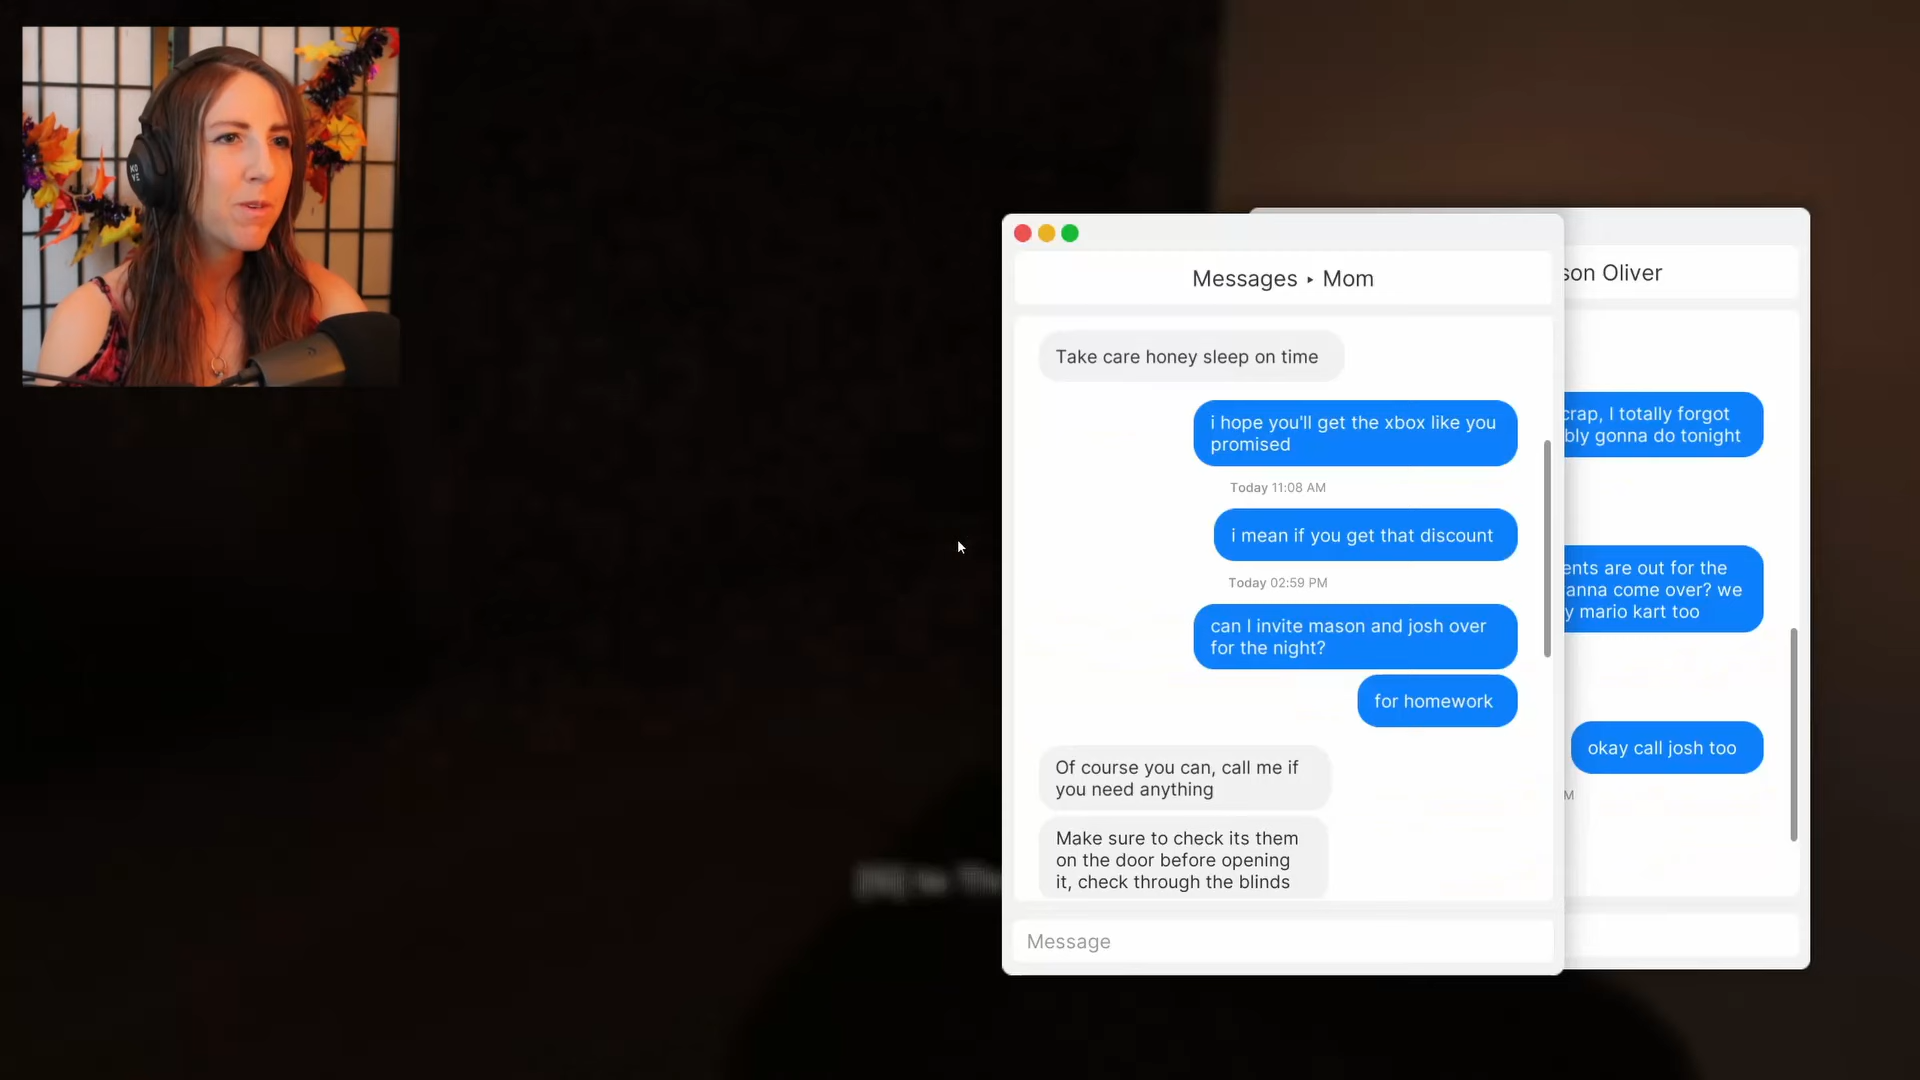 Messages ▸ Mom
Take care honey sleep on time
i hope you'll get the xbox like you
promised
Today 11:08 AM
i mean if you get that discount
Today 02:59 PM
can I invite mason and josh over
for the night?
for homework
Of course you can, call me if
you need anything
Make sure to check its them
on the door before opening
it, check through the blinds
Message
son Oliver
crap, I totally forgot
bly gonna do tonight
ents are out for the
anna come over? we
y mario kart too
okay call josh too
M